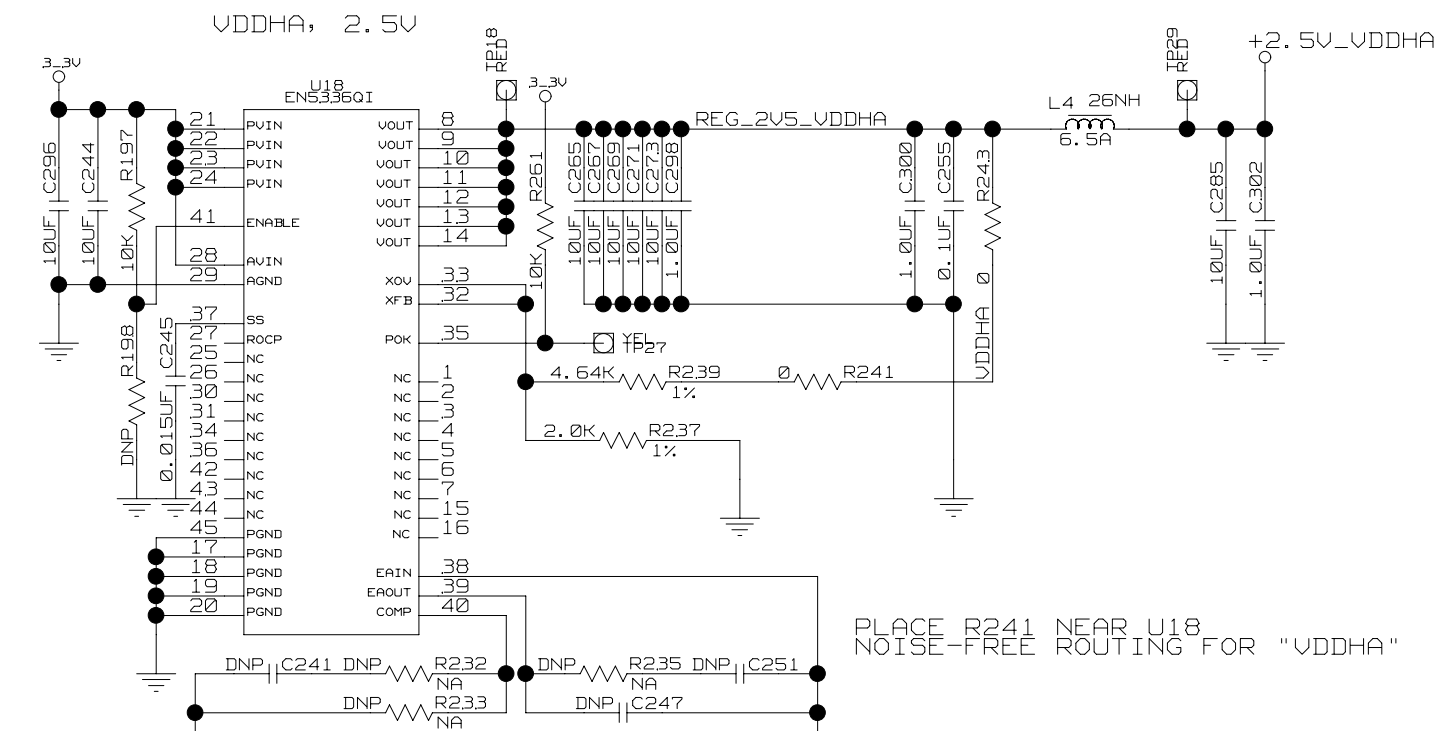 VDDHA, 2.5V
3_3V
U18
EN5336QI
TP18
RED
3_3V
TP29
RED
+2.5V_VDDHA
L4 26NH
6.5A
REG_2V5_VDDHA
10UF C296
10UF C244
10K R197
21 PVIN
22 PVIN
23 PVIN
24 PVIN
41 ENABLE
28 AVIN
29 AGND
37 SS
27 ROCP
25 NC
26 NC
30 NC
31 NC
34 NC
36 NC
42 NC
43 NC
44 NC
45 PGND
17 PGND
18 PGND
19 PGND
20 PGND
DNP R198
0.015UF C245
VOUT 8
VOUT 9
VOUT 10
VOUT 11
VOUT 12
VOUT 13
VOUT 14
XOV 33
XFB 32
POK 35
NC 1
NC 2
NC 3
NC 4
NC 5
NC 6
NC 7
NC 15
NC 16
EAIN 38
EAOUT 39
COMP 40
10K R261
10UF C265
10UF C267
10UF C269
10UF C271
10UF C273
1.0UF C298
1.0UF C300
0.1UF C255
0 R243
VDDHA
10UF C285
1.0UF C302
YEL
TP27
4.64K R239
1%
0 R241
2.0K R237
1%
PLACE R241 NEAR U18
NOISE-FREE ROUTING FOR "VDDHA"
DNP C241 DNP R232
NA
DNP R233
NA
DNP R235 DNP C251
NA
DNP C247